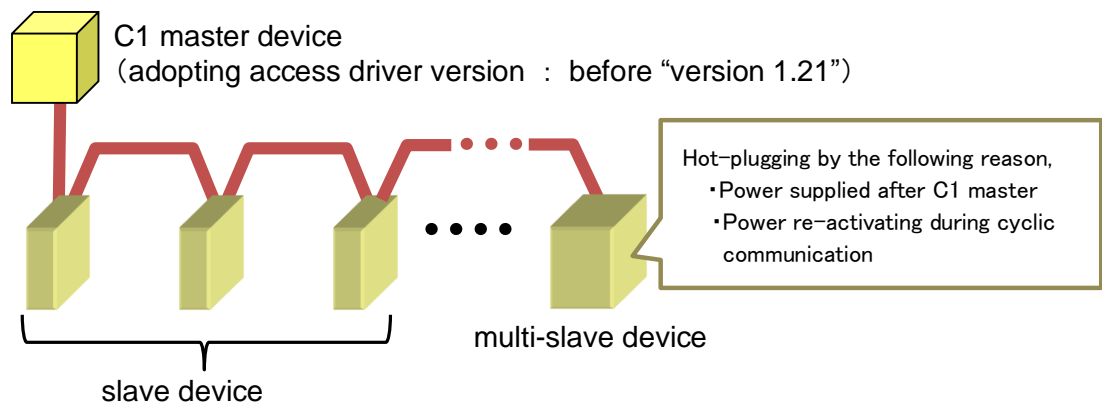 C1 master device
（adopting access driver version ： before “version 1.21”）
Hot-plugging by the following reason,
・Power supplied after C1 master
・Power re-activating during cyclic
communication
multi-slave device
slave device